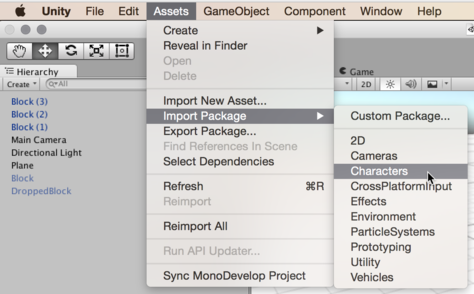 Unity File Edit Assets GameObject Component Window Help
Create
Reveal in Finder
Open
Delete
Import New Asset...
Import Package
Export Package...
Find References In Scene
Select Dependencies
Refresh ⌘R
Reimport
Reimport All
Run API Updater...
Sync MonoDevelop Project
Custom Package...
2D
Cameras
Characters
CrossPlatformInput
Effects
Environment
ParticleSystems
Prototyping
Utility
Vehicles
Hierarchy
Create All
Block (3)
Block (2)
Block (1)
Main Camera
Directional Light
Plane
Block
DroppedBlock
Game
2D